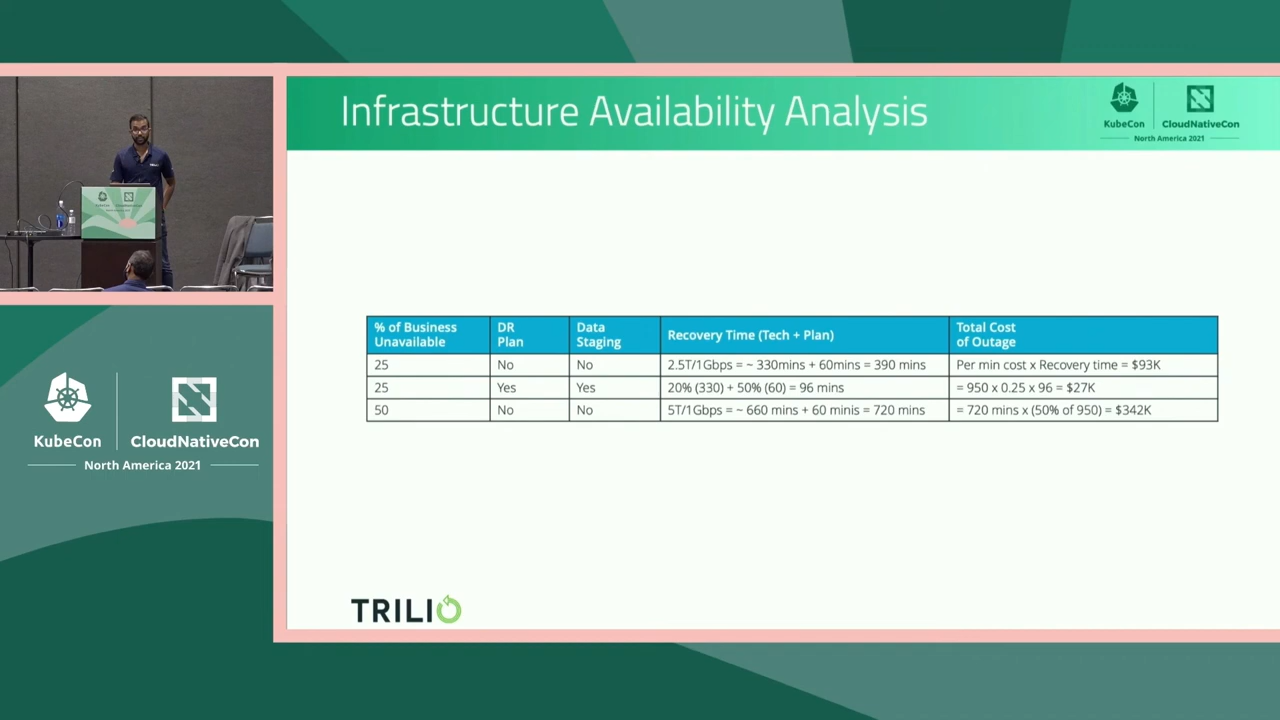 Infrastructure Availability Analysis
KubeCon
CloudNativeCon
North America 2021
% of Business Unavailable
DR Plan
Data Staging
Recovery Time (Tech + Plan)
Total Cost of Outage
25
No
No
2.5T/1Gbps = ~ 330mins + 60mins = 390 mins
Per min cost x Recovery time = $93K
25
Yes
Yes
20% (330) + 50% (60) = 96 mins
= 950 x 0.25 x 96 = $27K
50
No
No
5T/1Gbps = ~ 660 mins + 60 minis = 720 mins
= 720 mins x (50% of 950) = $342K
TRILIO
KubeCon
CloudNativeCon
North America 2021